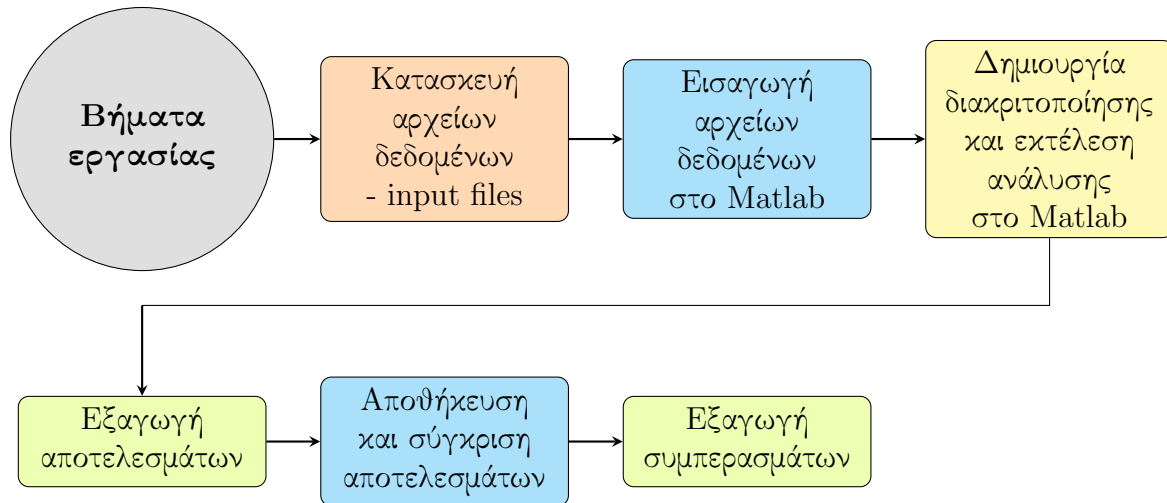 Βήματα
εργασίας
Κατασκευή
αρχείων
δεδομένων
- input files
Εισαγωγή
αρχείων
δεδομένων
στο Matlab
Δημιουργία
διακριτοποίησης
και εκτέλεση
ανάλυσης
στο Matlab
Εξαγωγή
αποτελεσμάτων
Αποθήκευση
και σύγκριση
αποτελεσμάτων
Εξαγωγή
συμπερασμάτων